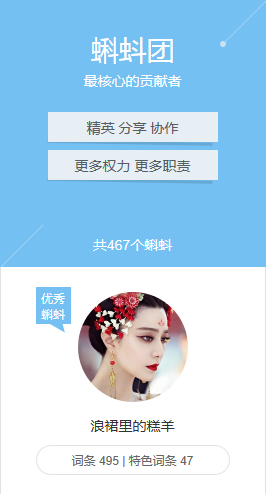 蝌蚪团
最核心的贡献者
精英 分享 协作
更多权力 更多职责
共467个蝌蚪
优秀
蝌蚪
浪裙里的糕羊
词条 495 | 特色词条 47